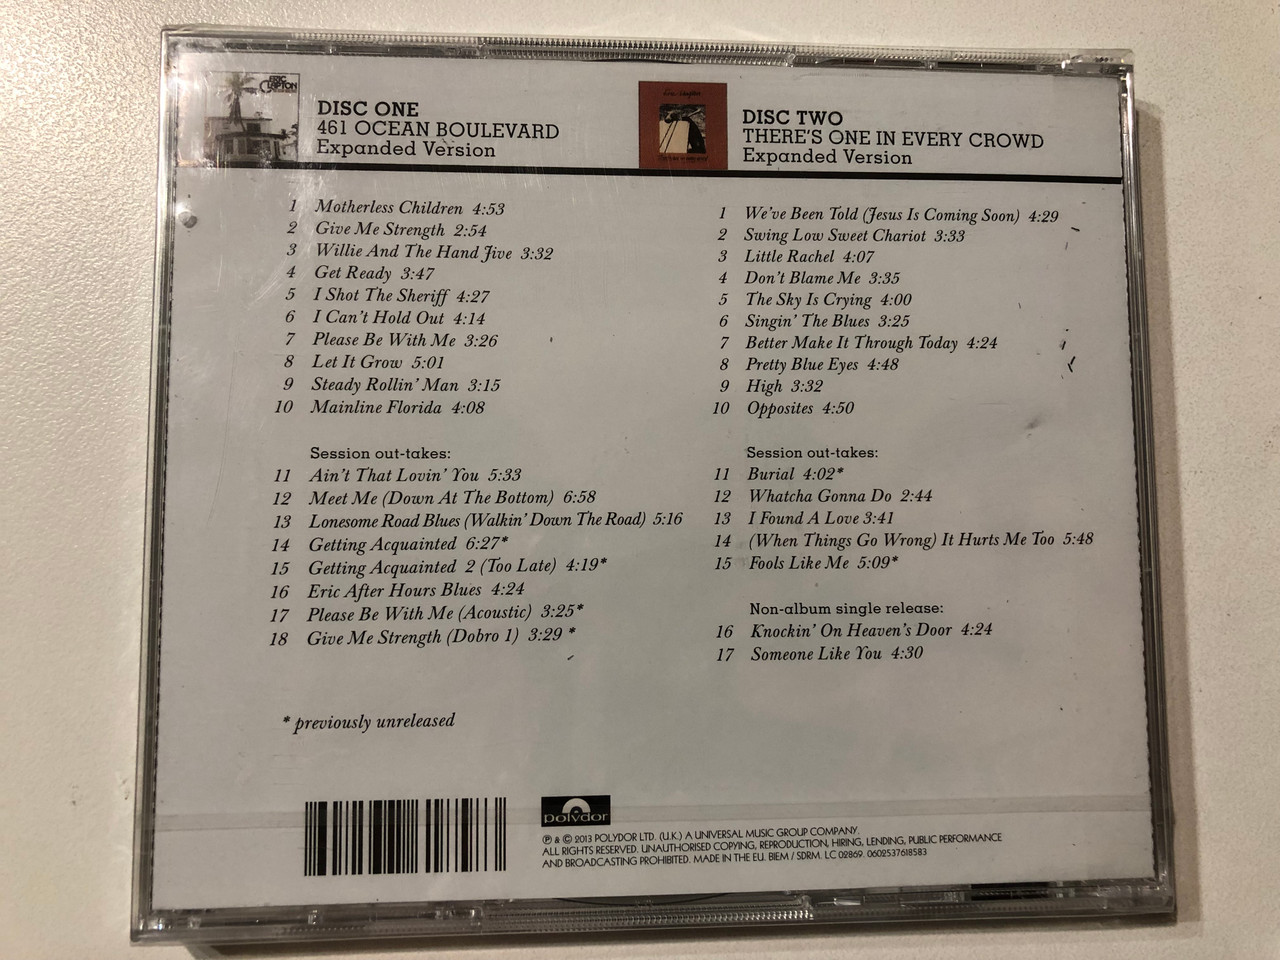 ERIC CLAPTON
DISC ONE
461 OCEAN BOULEVARD
Expanded Version
1 Motherless Children 4:53
2 Give Me Strength 2:54
3 Willie And The Hand Jive 3:32
4 Get Ready 3:47
5 I Shot The Sheriff 4:27
6 I Can't Hold Out 4:14
7 Please Be With Me 3:26
8 Let It Grow 5:01
9 Steady Rollin' Man 3:15
10 Mainline Florida 4:08
Session out-takes:
11 Ain't That Lovin' You 5:33
12 Meet Me (Down At The Bottom) 6:58
13 Lonesome Road Blues (Walkin' Down The Road) 5:16
14 Getting Acquainted 6:27*
15 Getting Acquainted 2 (Too Late) 4:19*
16 Eric After Hours Blues 4:24
17 Please Be With Me (Acoustic) 3:25*
18 Give Me Strength (Dobro 1) 3:29 *
* previously unreleased
DISC TWO
THERE'S ONE IN EVERY CROWD
Expanded Version
1 We've Been Told (Jesus Is Coming Soon) 4:29
2 Swing Low Sweet Chariot 3:33
3 Little Rachel 4:07
4 Don't Blame Me 3:35
5 The Sky Is Crying 4:00
6 Singin' The Blues 3:25
7 Better Make It Through Today 4:24
8 Pretty Blue Eyes 4:48
9 High 3:32
10 Opposites 4:50
Session out-takes:
11 Burial 4:02*
12 Whatcha Gonna Do 2:44
13 I Found A Love 3:41
14 (When Things Go Wrong) It Hurts Me Too 5:48
15 Fools Like Me 5:09*
Non-album single release:
16 Knockin' On Heaven's Door 4:24
17 Someone Like You 4:30
polydor
℗ & © 2013 POLYDOR LTD. (U.K.) A UNIVERSAL MUSIC GROUP COMPANY.
ALL RIGHTS RESERVED. UNAUTHORISED COPYING, REPRODUCTION, HIRING, LENDING, PUBLIC PERFORMANCE
AND BROADCASTING PROHIBITED. MADE IN THE EU. BIEM / SDRM. LC 02869. 0602537618583